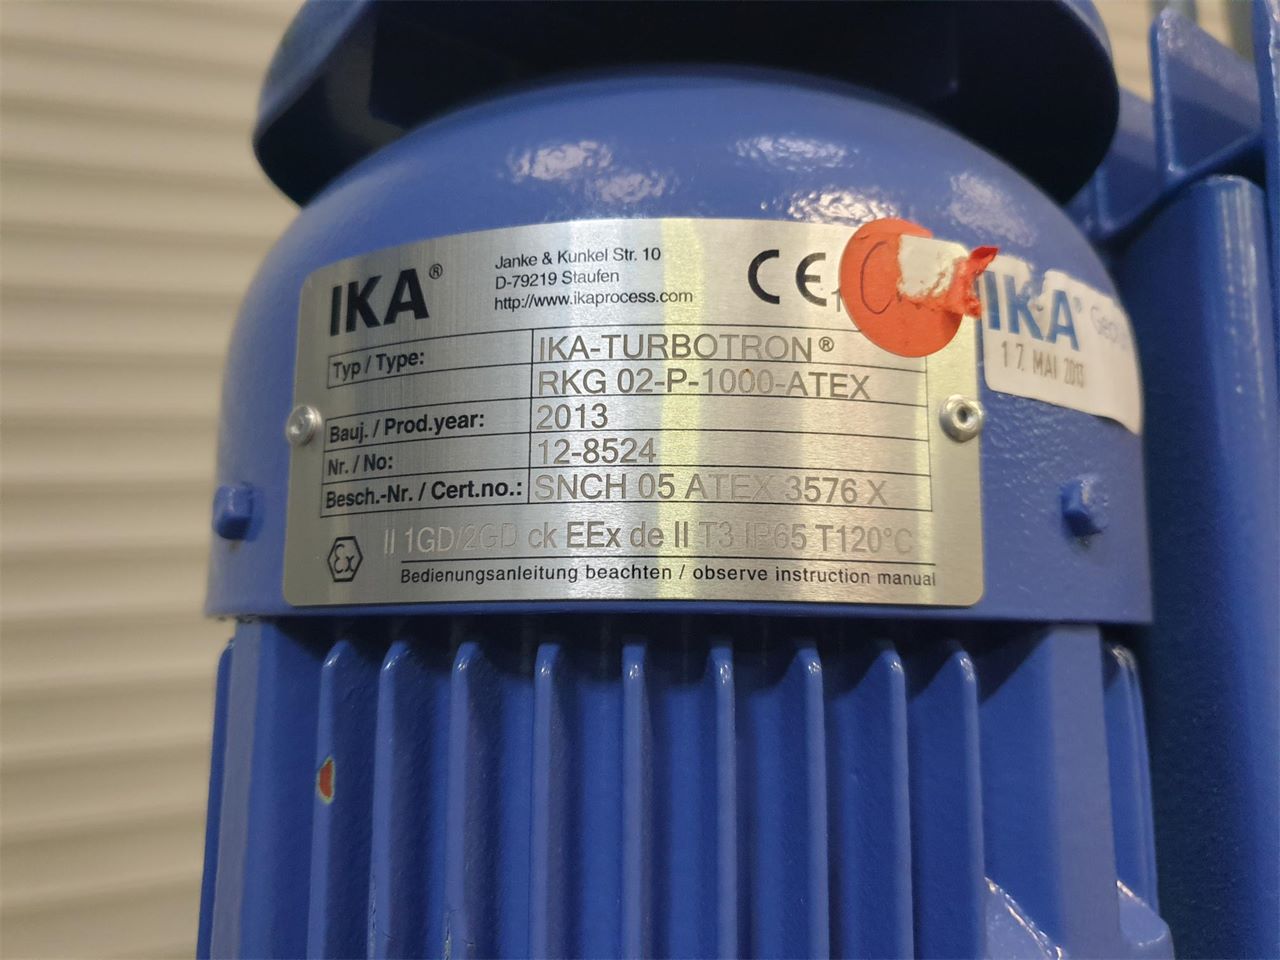 IKA®
Janke & Kunkel Str. 10
D-79219 Staufen
http://www.ikaprocess.com
CE
Typ / Type:
IKA-TURBOTRON®
RKG 02-P-1000-ATEX
Bauj. / Prod.year:
2013
Nr. / No:
12-8524
Besch.-Nr. / Cert.no.:
SNCH 05 ATEX 3576 X
Ex
II 1GD/2GD ck EEx de II T3 IP65 T120°C
Bedienungsanleitung beachten / observe instruction manual
IKA®
17. MAI 2013